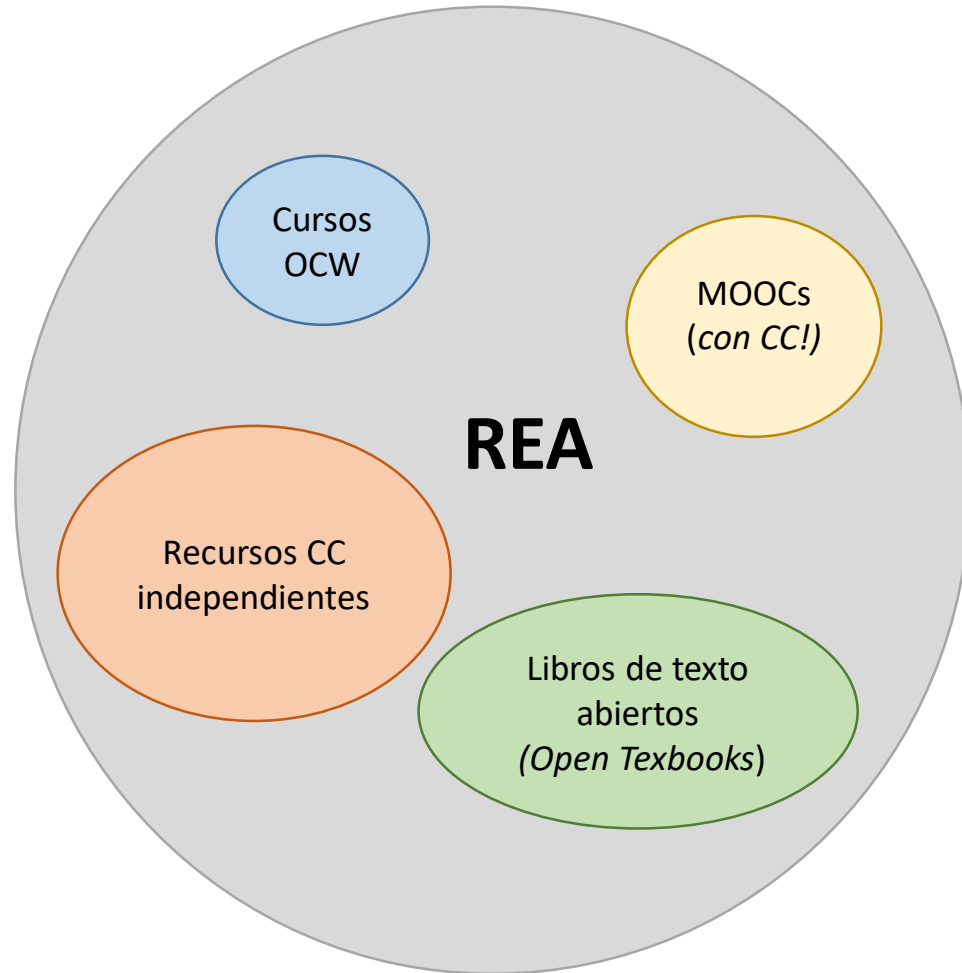 Cursos
OCW
MOOCs
(con CC!)
REA
Recursos CC
independientes
Libros de texto
abiertos
(Open Texbooks)